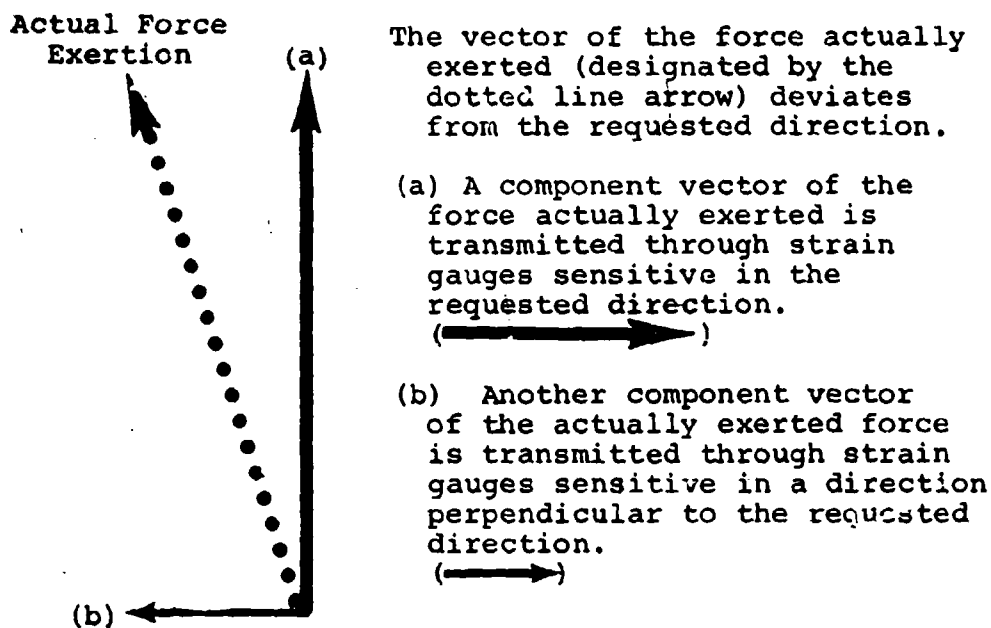 Actual Force
Exertion
(a)
The vector of the force actually
exerted (designated by the
dotted line arrow) deviates
from the requested direction.
(a) A component vector of the
force actually exerted is
transmitted through strain
gauges sensitive in the
requested direction.
( )
(b) Another component vector
of the actually exerted force
is transmitted through strain
gauges sensitive in a direction
perpendicular to the requested
direction.
( )
(b)